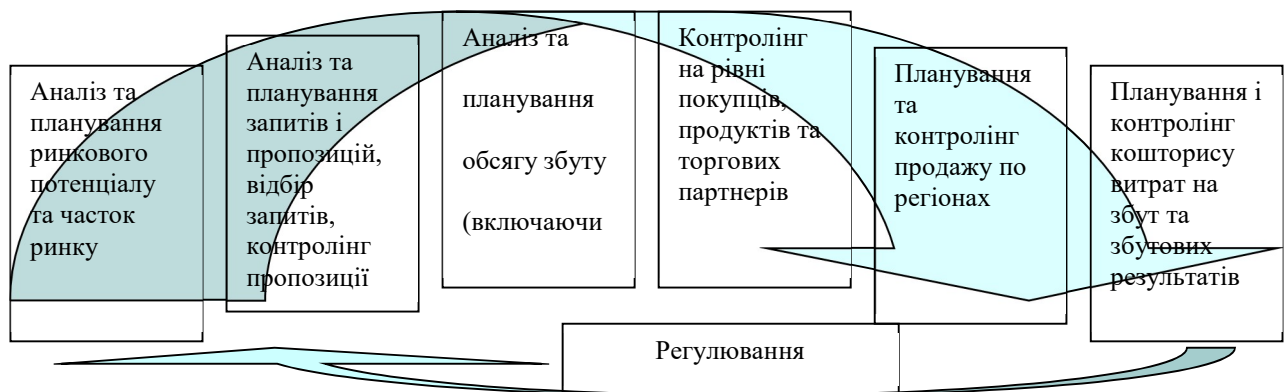 Аналіз та
планування
ринкового
потенціалу
та часток
ринку
Аналіз та
планування
запитів і
пропозицій,
відбір
запитів,
контролінг
пропозиції
Аналіз та
планування
обсягу збуту
(включаючи
Контролінг
на рівні
покупців,
продуктів та
торгових
партнерів
Планування
та
контролінг
продажу по
регіонах
Планування і
контролінг
кошторису
витрат на
збут та
збутових
результатів
Регулювання